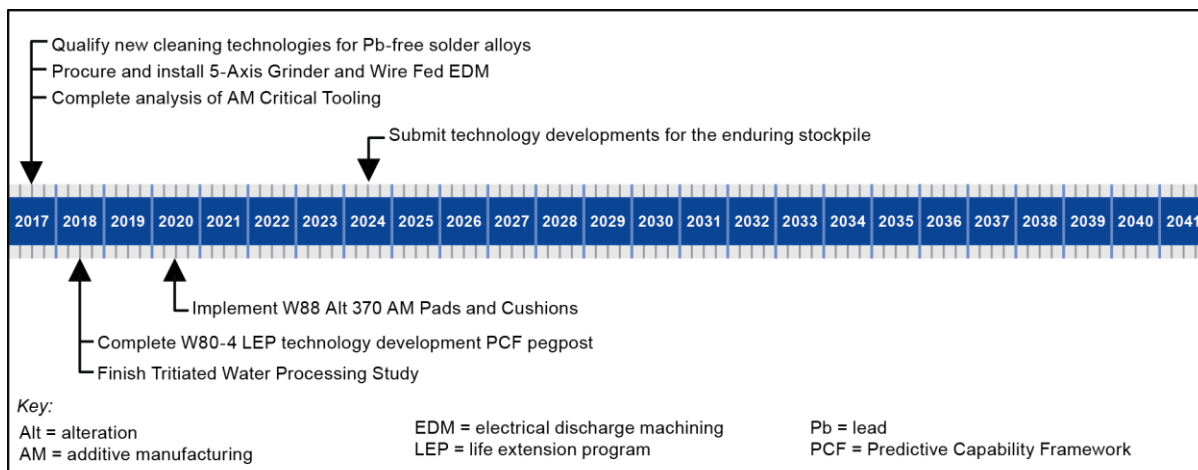 Qualify new cleaning technologies for Pb-free solder alloys
Procure and install 5-Axis Grinder and Wire Fed EDM
Complete analysis of AM Critical Tooling
Submit technology developments for the enduring stockpile
2017 2018 2019 2020 2021 2022 2023 2024 2025 2026 2027 2028 2029 2030 2031 2032 2033 2034 2035 2036 2037 2038 2039 2040 2041
Implement W88 Alt 370 AM Pads and Cushions
Complete W80-4 LEP technology development PCF pegpost
Finish Tritiated Water Processing Study
Key:
Alt = alteration
AM = additive manufacturing
EDM = electrical discharge machining
LEP = life extension program
Pb = lead
PCF = Predictive Capability Framework